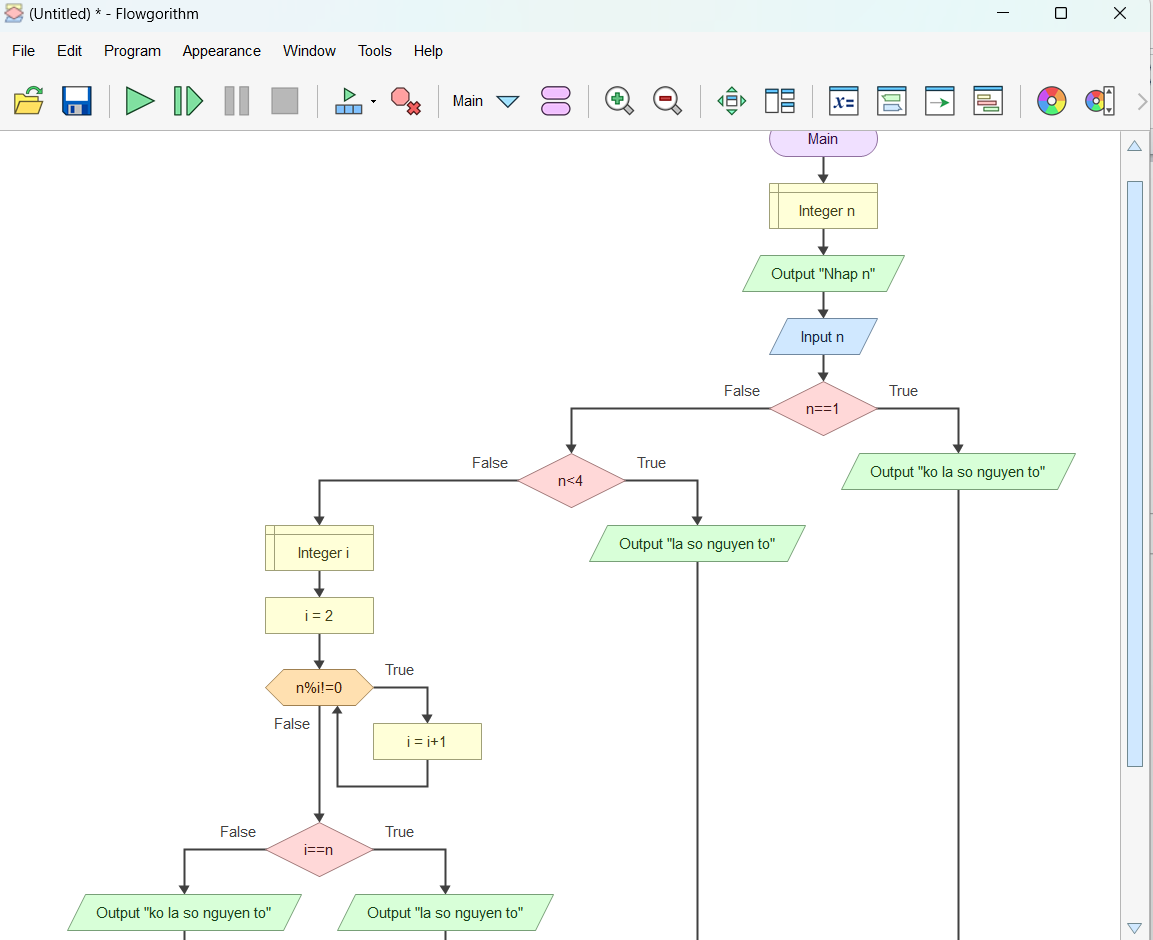 (Untitled) * - Flowgorithm
File Edit Program Appearance Window Tools Help
Main
x=
Main
Integer n
Output "Nhap n"
Input n
False True
n==1
False True
n<4
Output "ko la so nguyen to"
Output "la so nguyen to"
Integer i
i = 2
True
n%i!=0
False
i = i+1
False True
i==n
Output "ko la so nguyen to" Output "la so nguyen to"